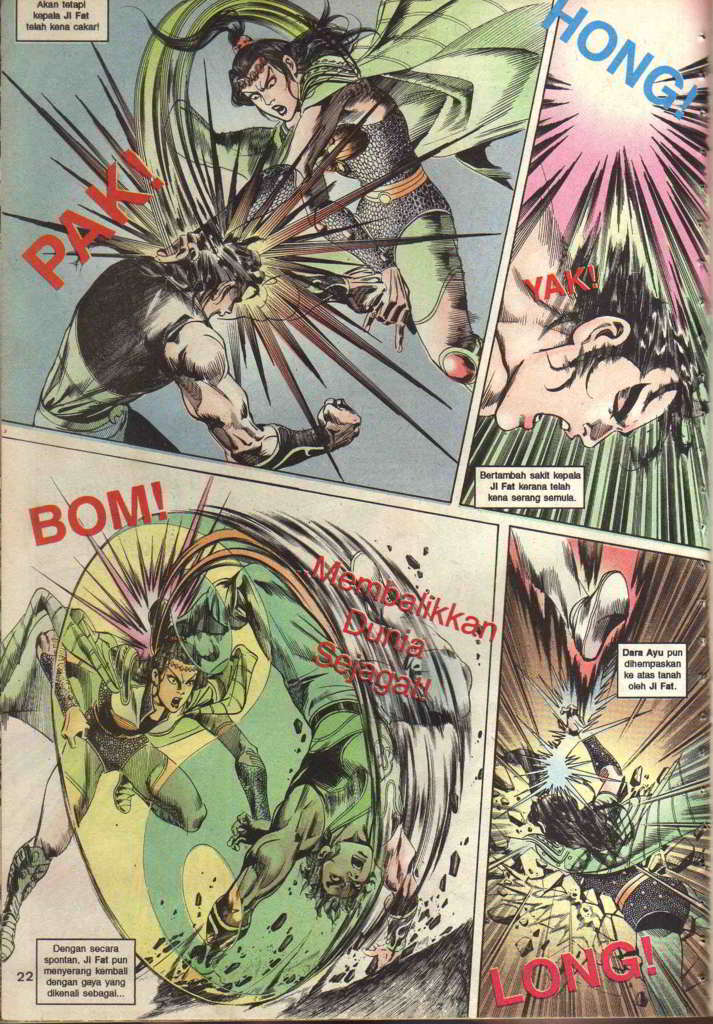 Akan tetapi
kepala Ji Fat
telah kena cakar!
PAK!
HONG!
YAK!
Bertambah sakit kepala
Ji Fat kerana telah
kena serang semula.
BOM!
Membalikkan
Dunia
Sejagat!!
Dengan secara
spontan, Ji Fat pun
menyerang kembali
dengan gaya yang
dikenali sebagai...
22
Dara Ayu pun
dihempaskan
ke atas tanah
oleh Ji Fat.
LONG!